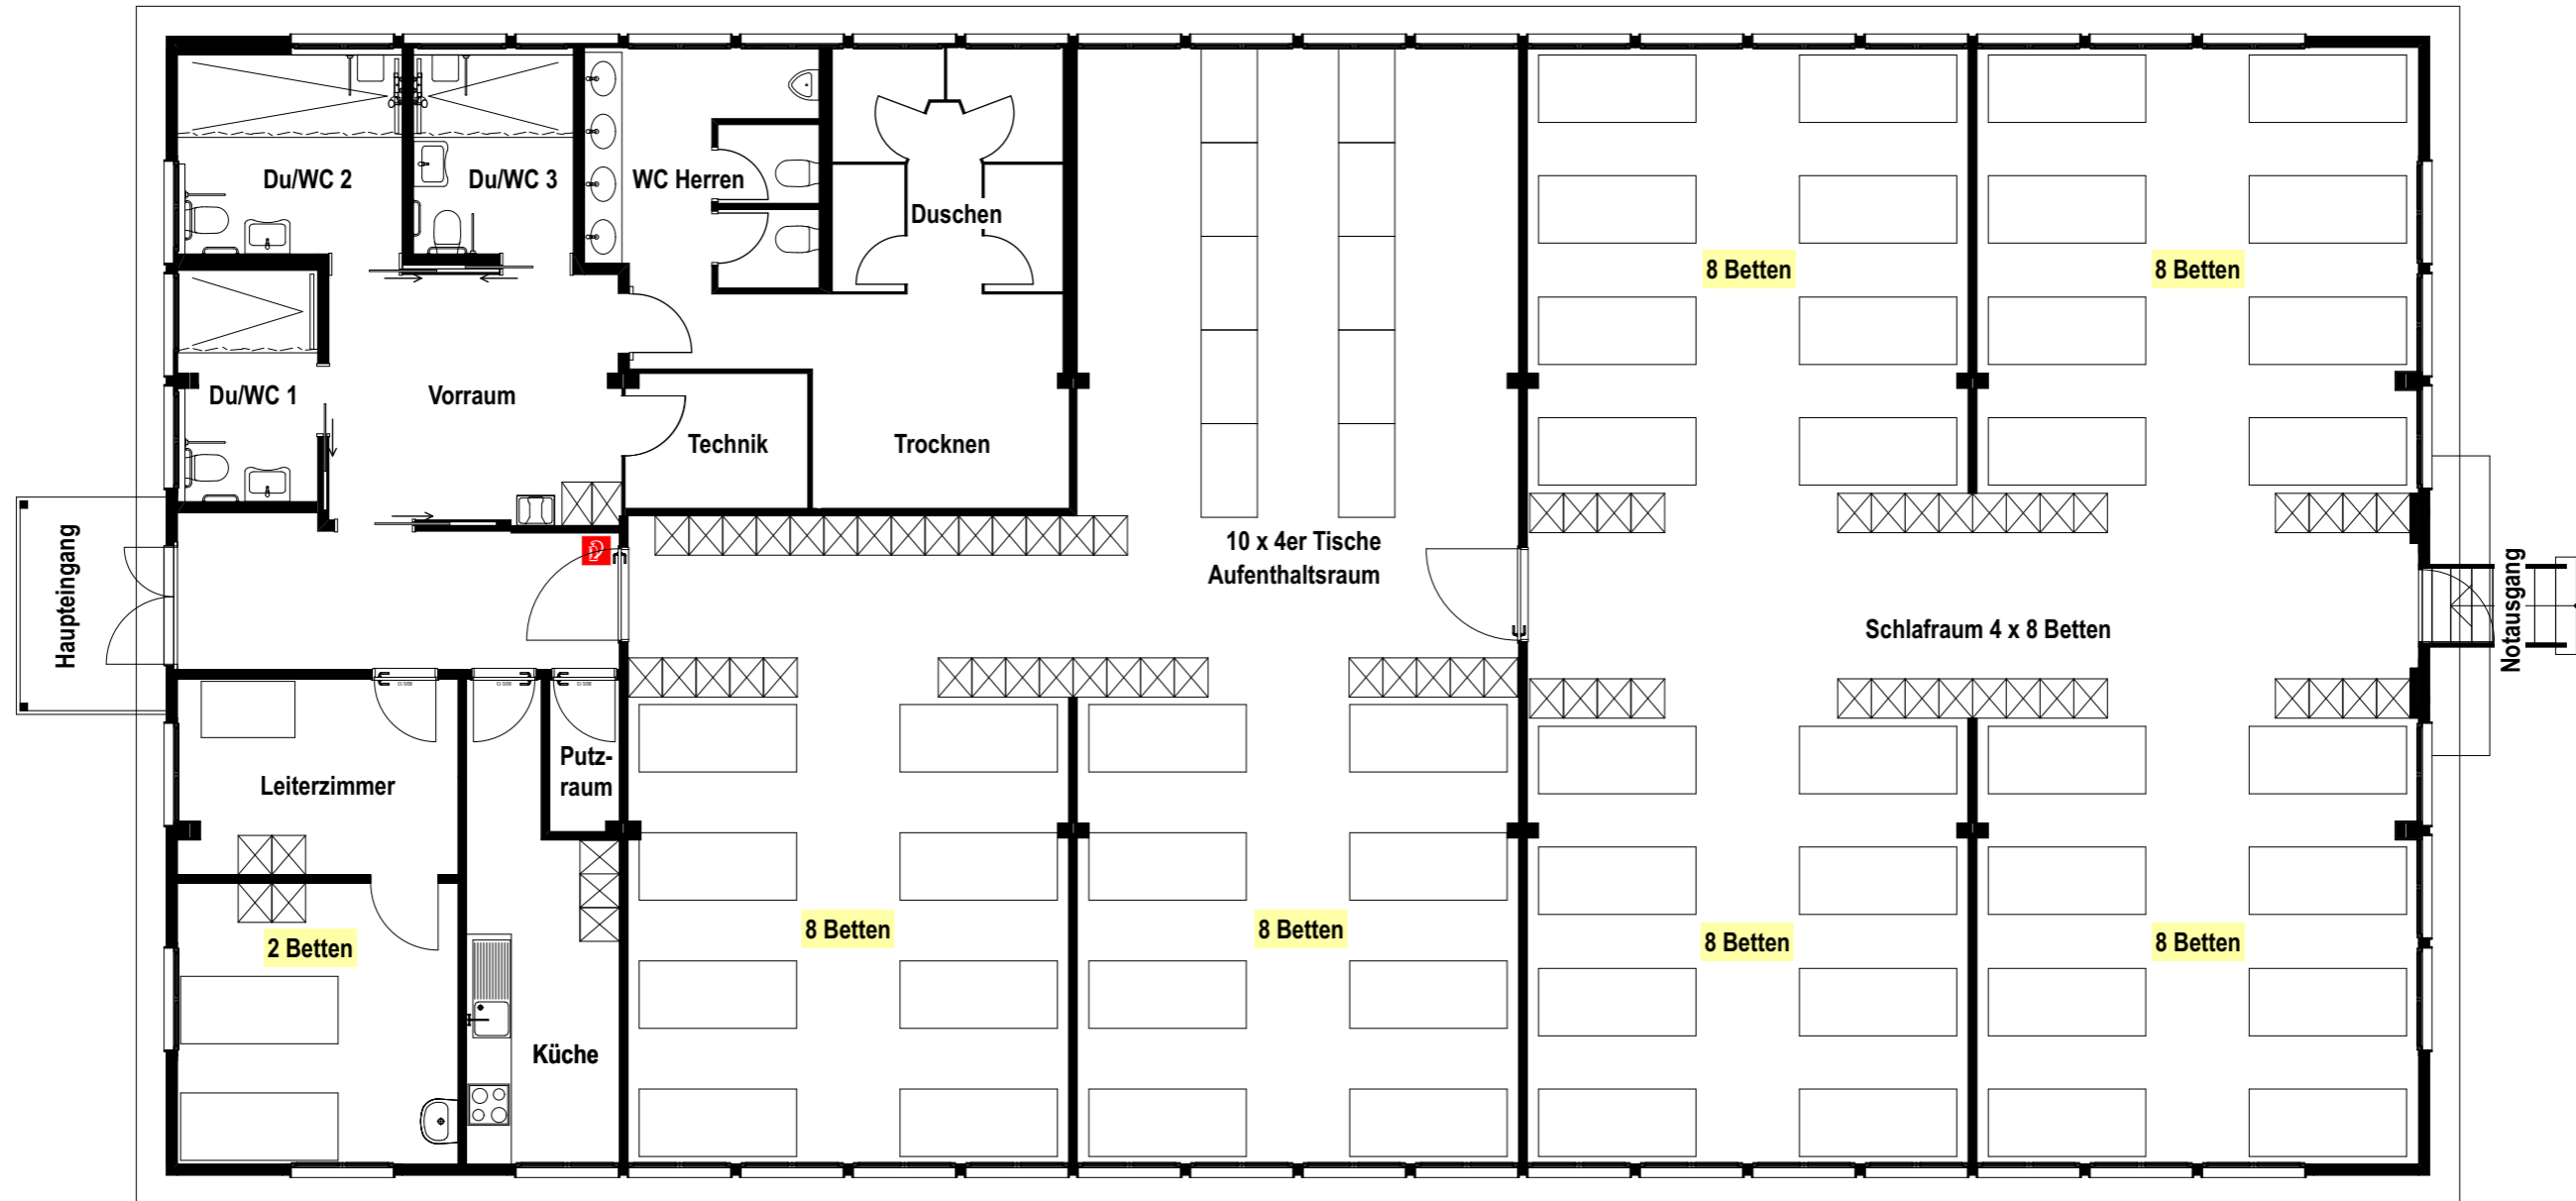 Du/WC 2
Du/WC 3
WC Herren
Duschen
8 Betten
8 Betten
Du/WC 1
Vorraum
Technik
Trocknen
Haupteingang
10 x 4er Tische
Aufenthaltsraum
Schlafraum 4 x 8 Betten
Notausgang
Leiterzimmer
Putz-
raum
2 Betten
8 Betten
8 Betten
8 Betten
8 Betten
Küche